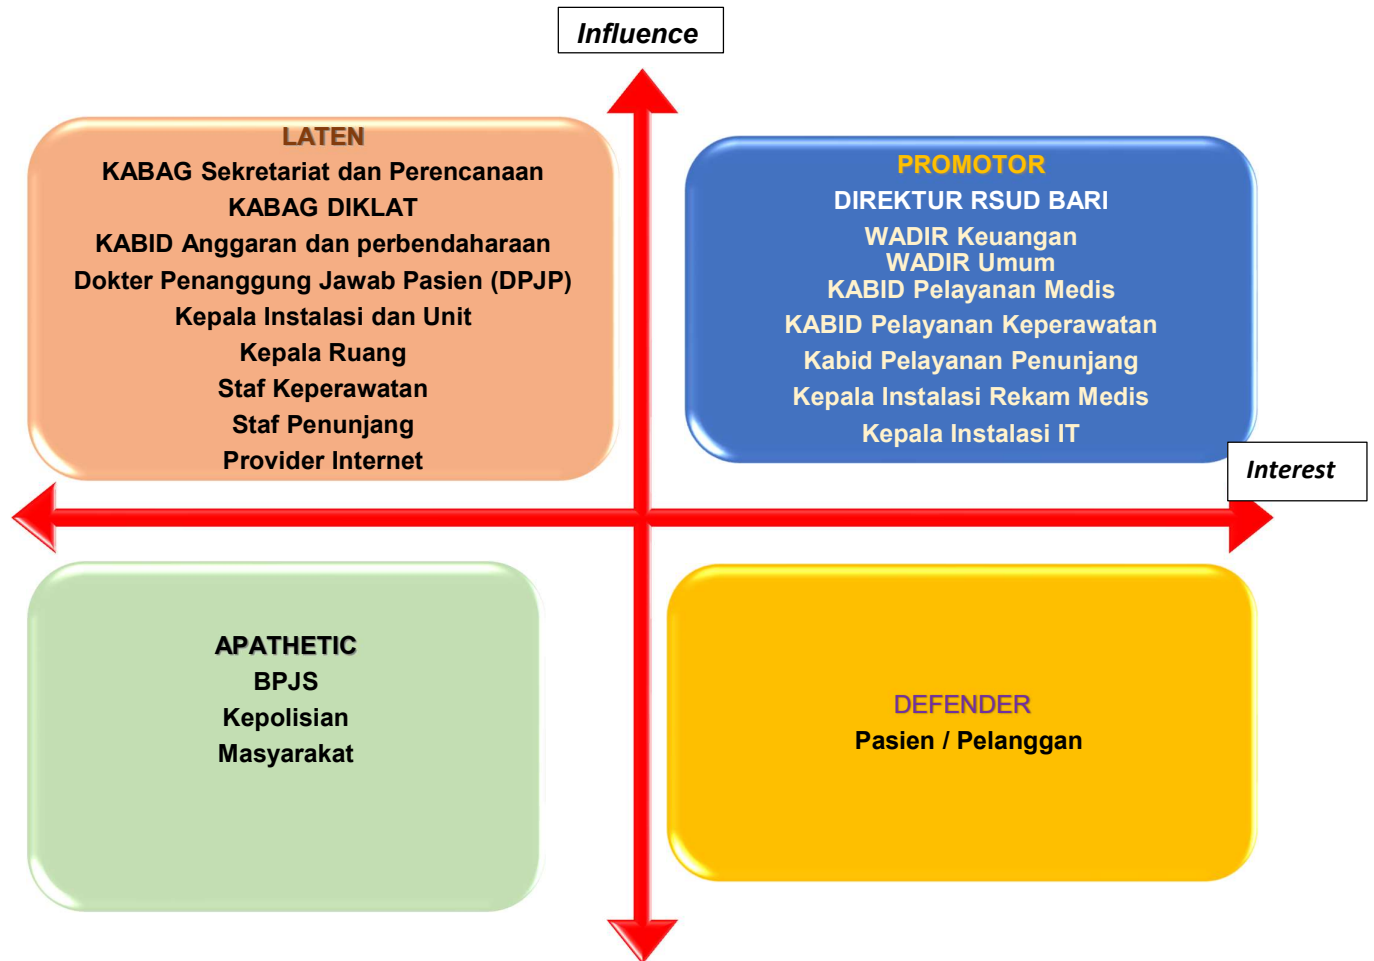 Influence
LATEN
KABAG Sekretariat dan Perencanaan
KABAG DIKLAT
KABID Anggaran dan perbendaharaan
Dokter Penanggung Jawab Pasien (DPJP)
Kepala Instalasi dan Unit
Kepala Ruang
Staf Keperawatan
Staf Penunjang
Provider Internet
PROMOTOR
DIREKTUR RSUD BARI
WADIR Keuangan
WADIR Umum
KABID Pelayanan Medis
KABID Pelayanan Keperawatan
Kabid Pelayanan Penunjang
Kepala Instalasi Rekam Medis
Kepala Instalasi IT
Interest
APATHETIC
BPJS
Kepolisian
Masyarakat
DEFENDER
Pasien / Pelanggan